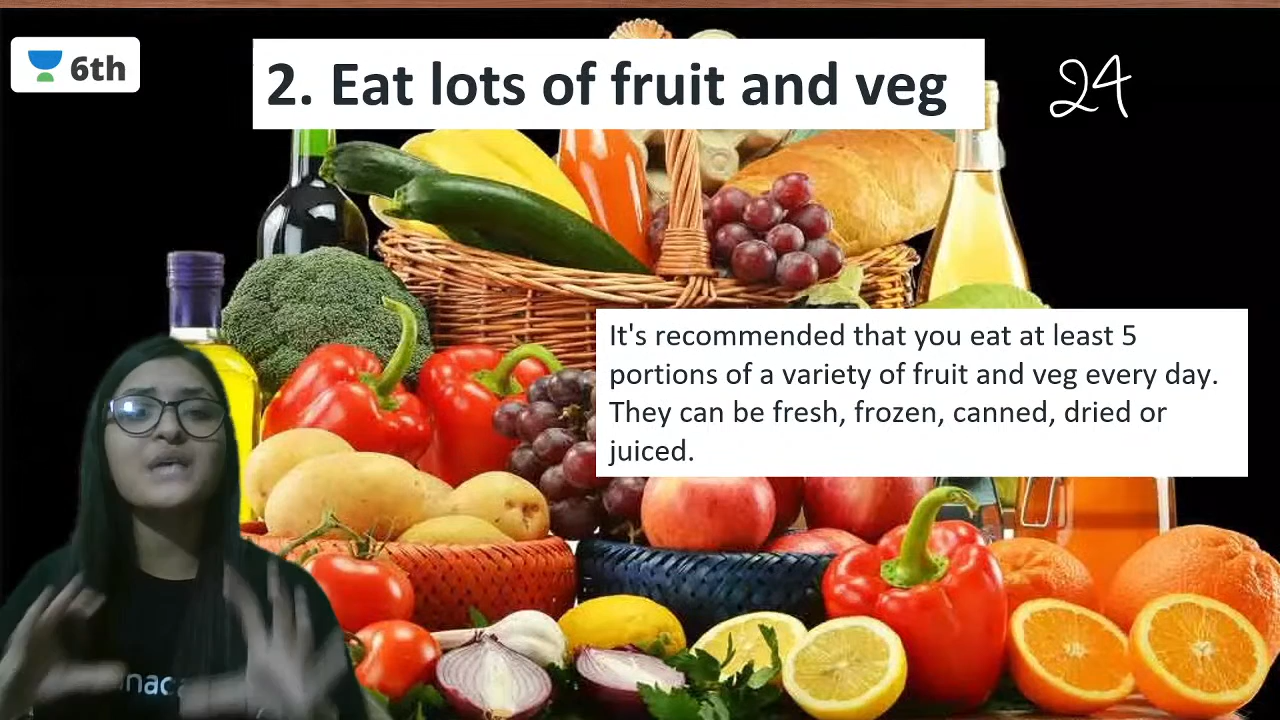 6th
2. Eat lots of fruit and veg
24
It's recommended that you eat at least 5
portions of a variety of fruit and veg every day.
They can be fresh, frozen, canned, dried or
juiced.